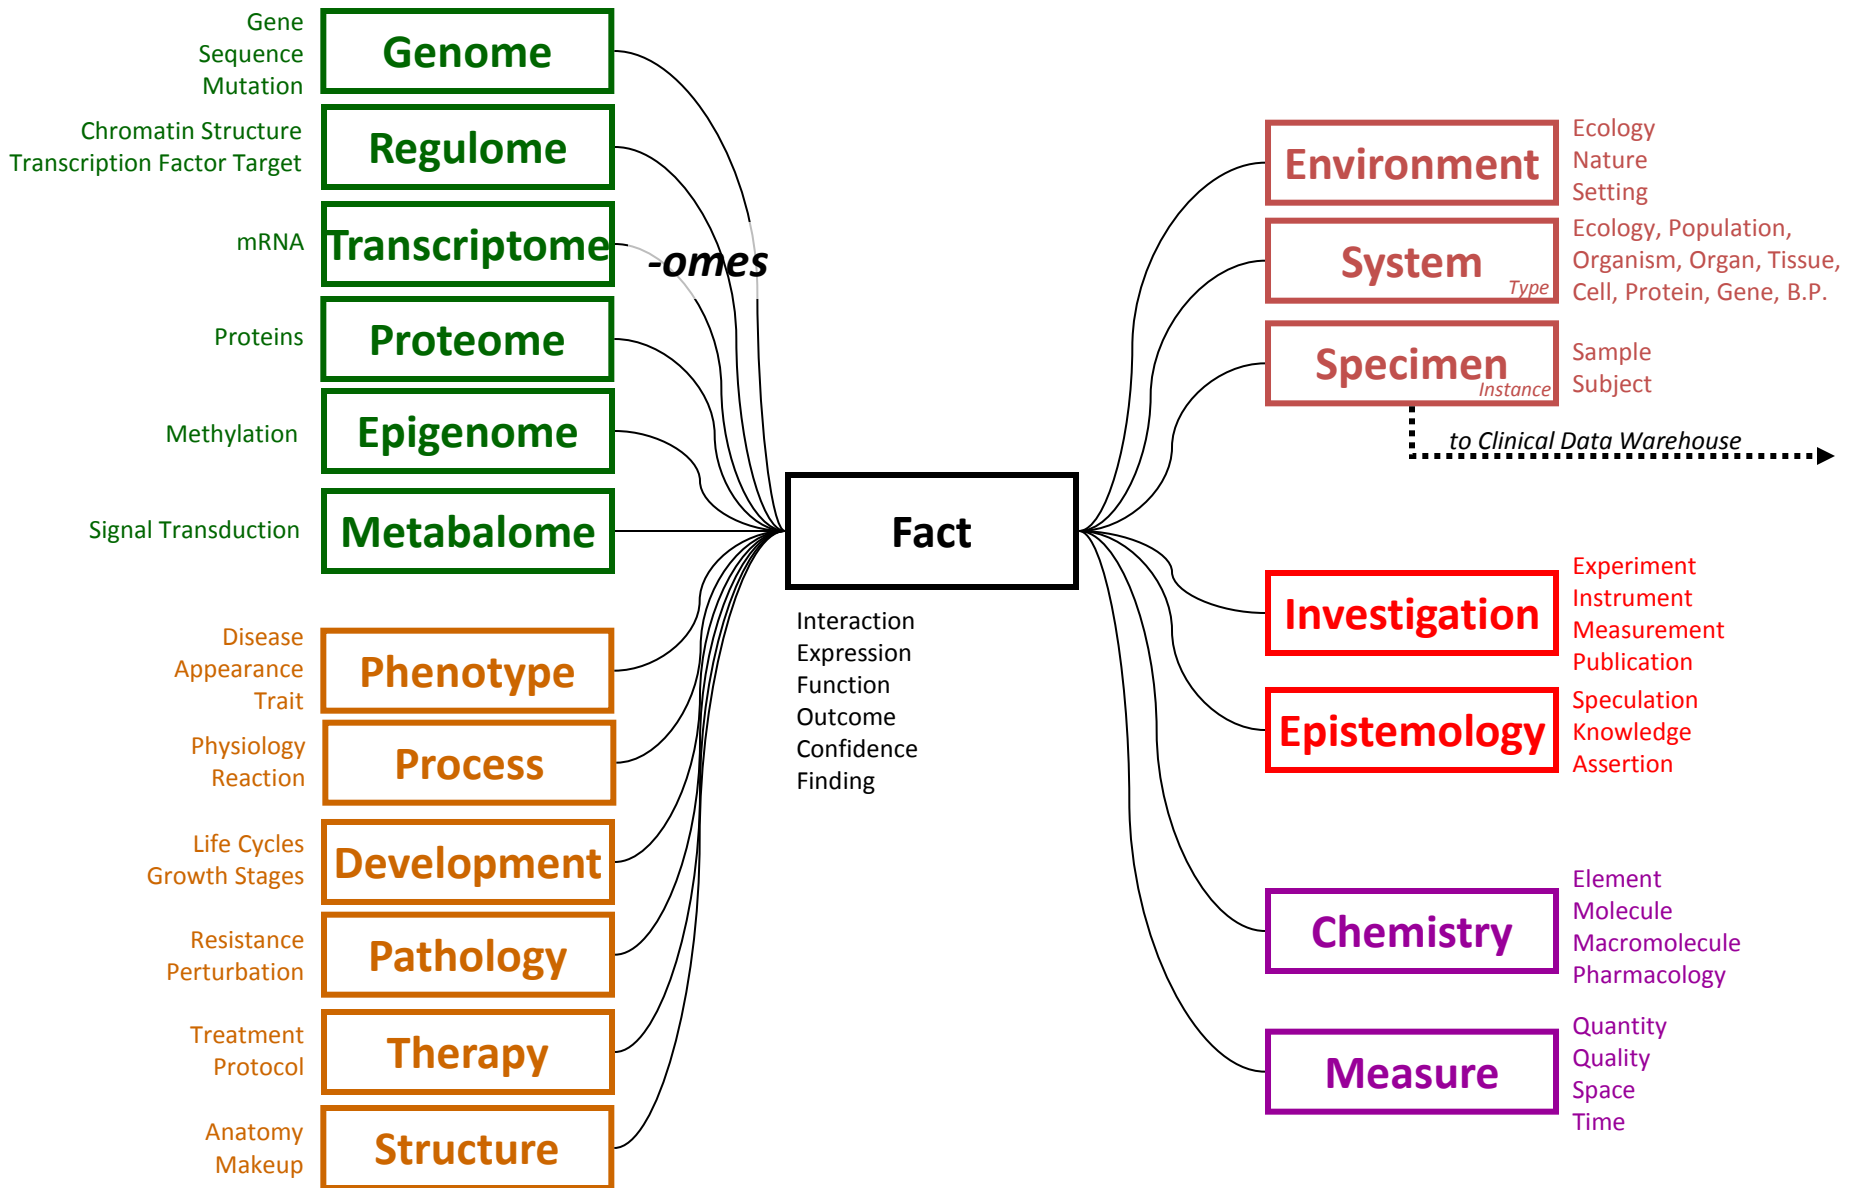 Gene
Sequence
Mutation
Genome
Chromatin Structure
Transcription Factor Target
Regulome
mRNA
Transcriptome
-omes
Proteins
Proteome
Methylation
Epigenome
Signal Transduction
Metabalome
Disease
Appearance
Trait
Phenotype
Physiology
Reaction
Process
Life Cycles
Growth Stages
Development
Resistance
Perturbation
Pathology
Treatment
Protocol
Therapy
Anatomy
Makeup
Structure
Fact
Interaction
Expression
Function
Outcome
Confidence
Finding
Environment
Ecology
Nature
Setting
System
Type
Ecology, Population,
Organism, Organ, Tissue,
Cell, Protein, Gene, B.P.
Specimen
Instance
Sample
Subject
to Clinical Data Warehouse
Investigation
Experiment
Instrument
Measurement
Publication
Epistemology
Speculation
Knowledge
Assertion
Chemistry
Element
Molecule
Macromolecule
Pharmacology
Measure
Quantity
Quality
Space
Time